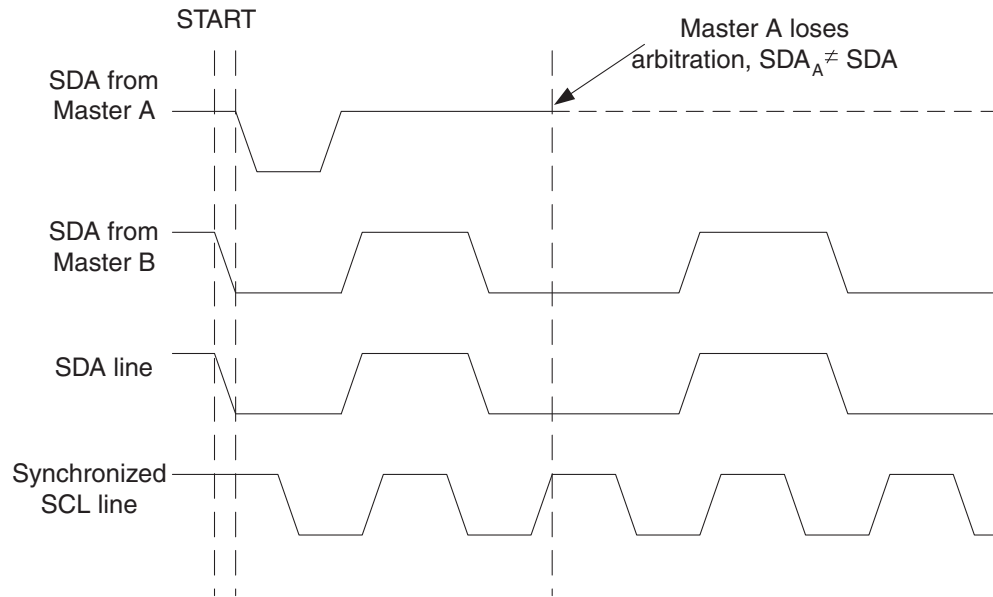 START
Master A loses
arbitration, SDA_A ≠ SDA
SDA from
Master A
SDA from
Master B
SDA line
Synchronized
SCL line